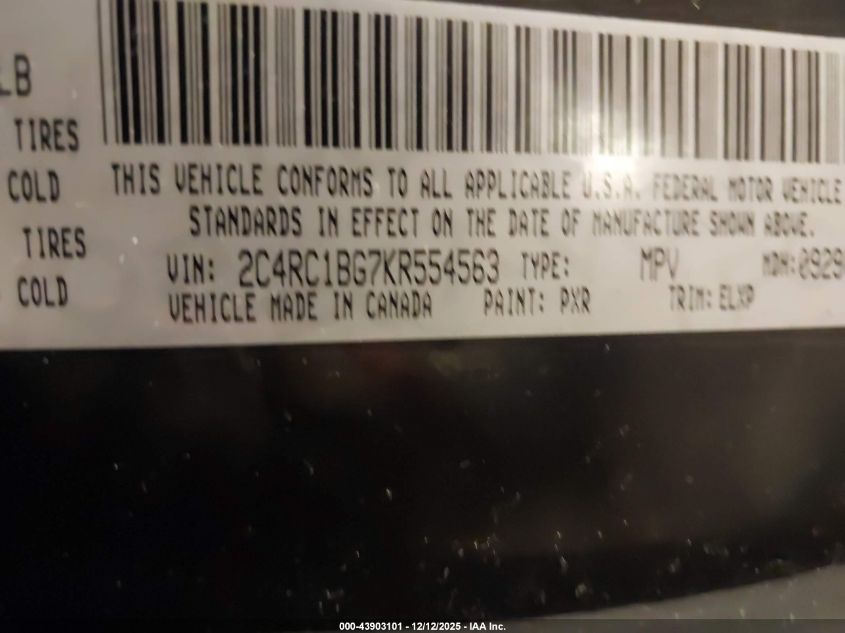 LB
TIRES
COLD
TIRES
COLD
THIS VEHICLE CONFORMS TO ALL APPLICABLE U.S.A. FEDERAL MOTOR VEHICLE
STANDARDS IN EFFECT ON THE DATE OF MANUFACTURE SHOWN ABOVE.
VIN: 2C4RC1BG7KR554563 TYPE: MPV MDH:0929
VEHICLE MADE IN CANADA PAINT: PXR TRIM: ELXP
000-43903101 - 12/12/2025 - IAA Inc.